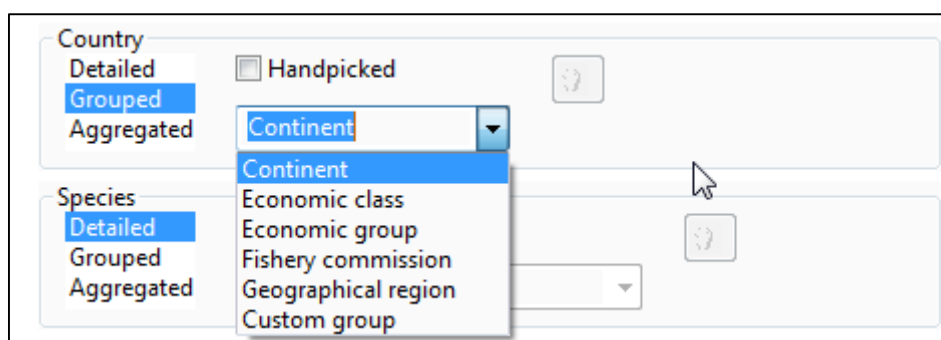 Country
Detailed
Handpicked
Grouped
Aggregated
Continent
Continent
Species
Economic class
Detailed
Economic group
Grouped
Fishery commission
Aggregated
Geographical region
Custom group